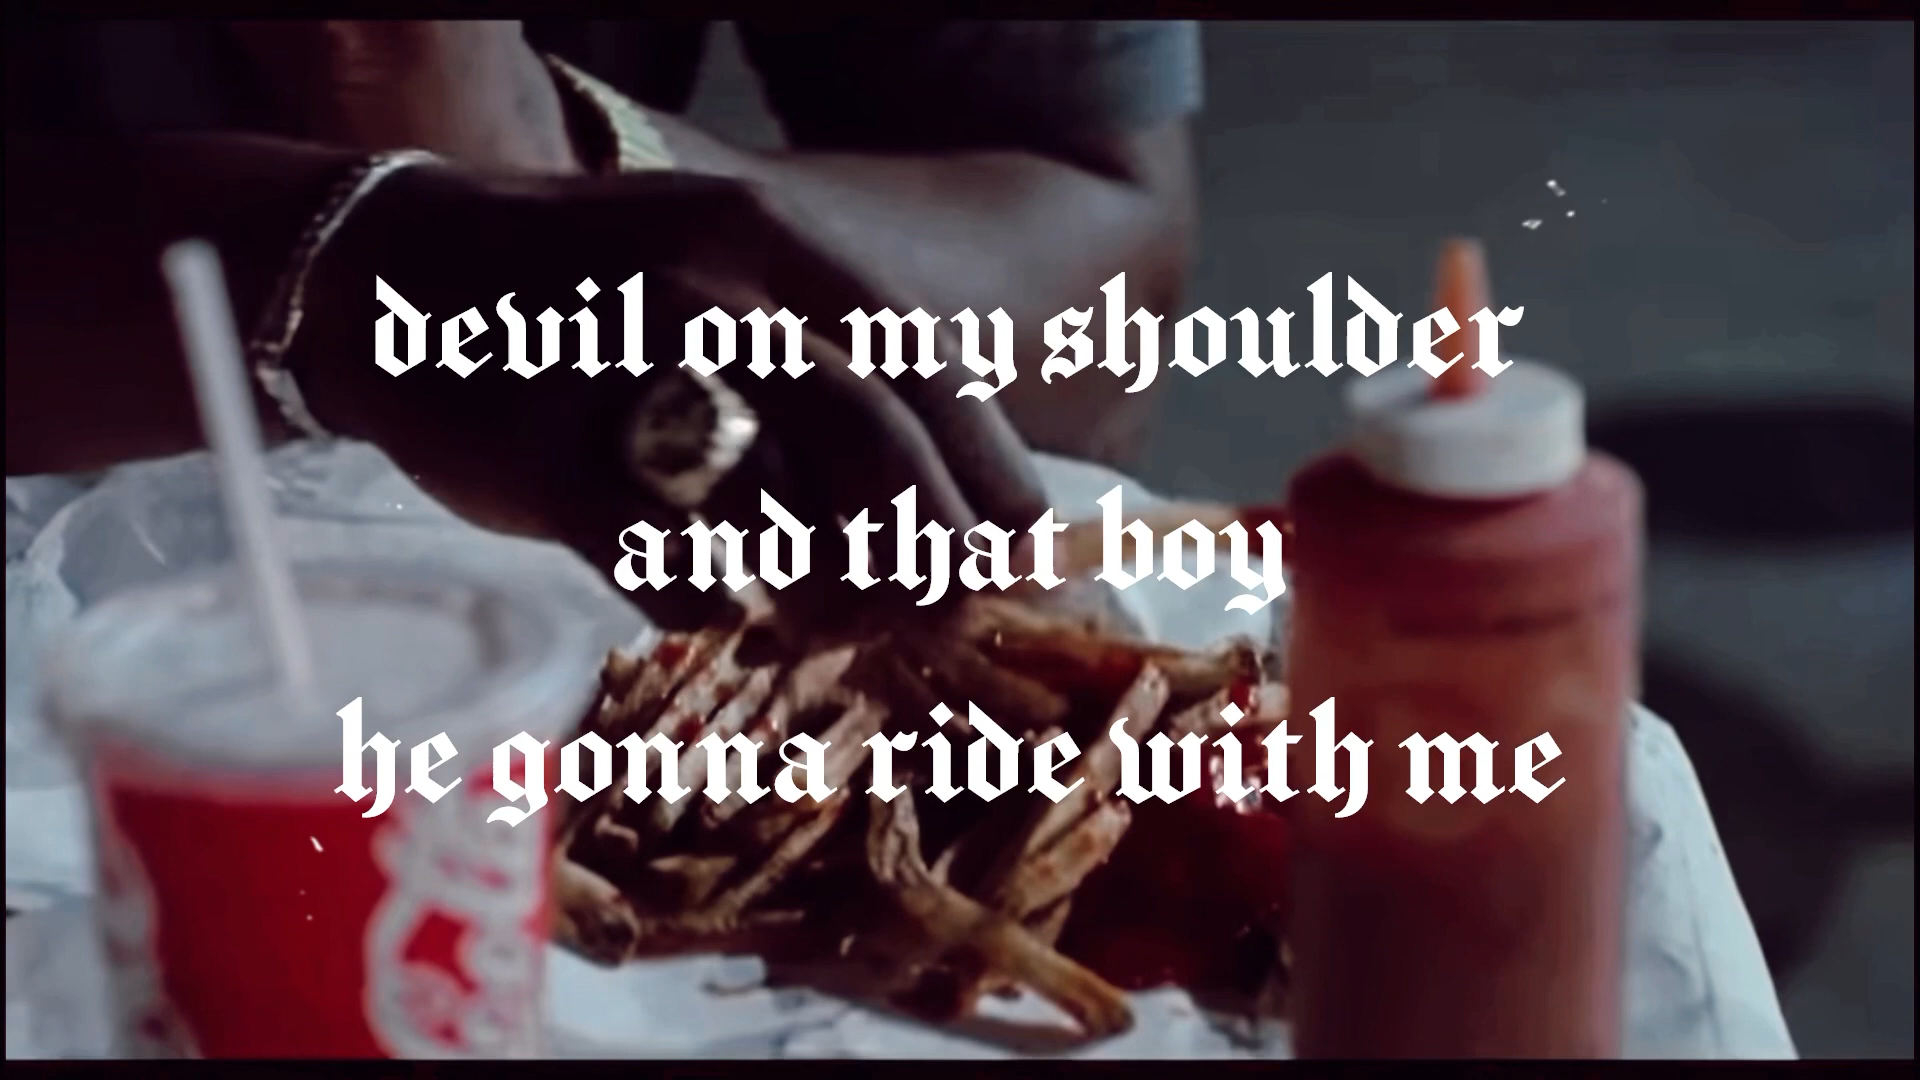 devil on my shoulder
and that boy
he gonna ride with me